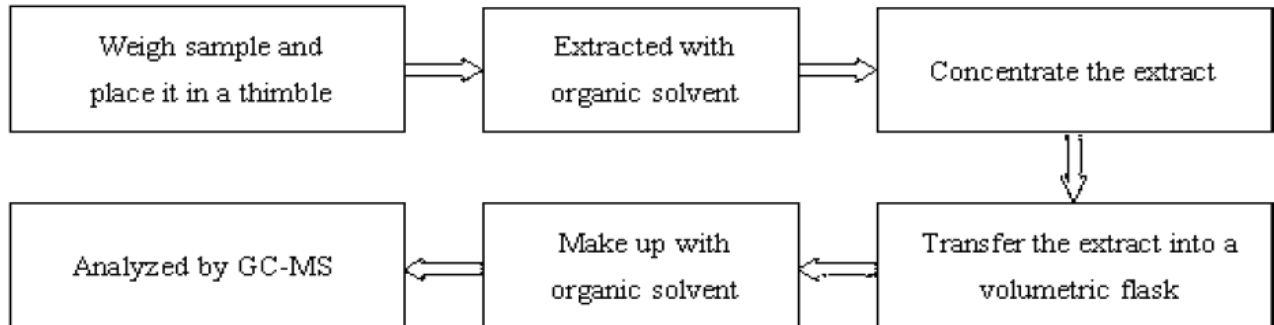 Weigh sample and
place it in a thimble
Extracted with
organic solvent
Concentrate the extract
Transfer the extract into a
volumetric flask
Make up with
organic solvent
Analyzed by GC-MS